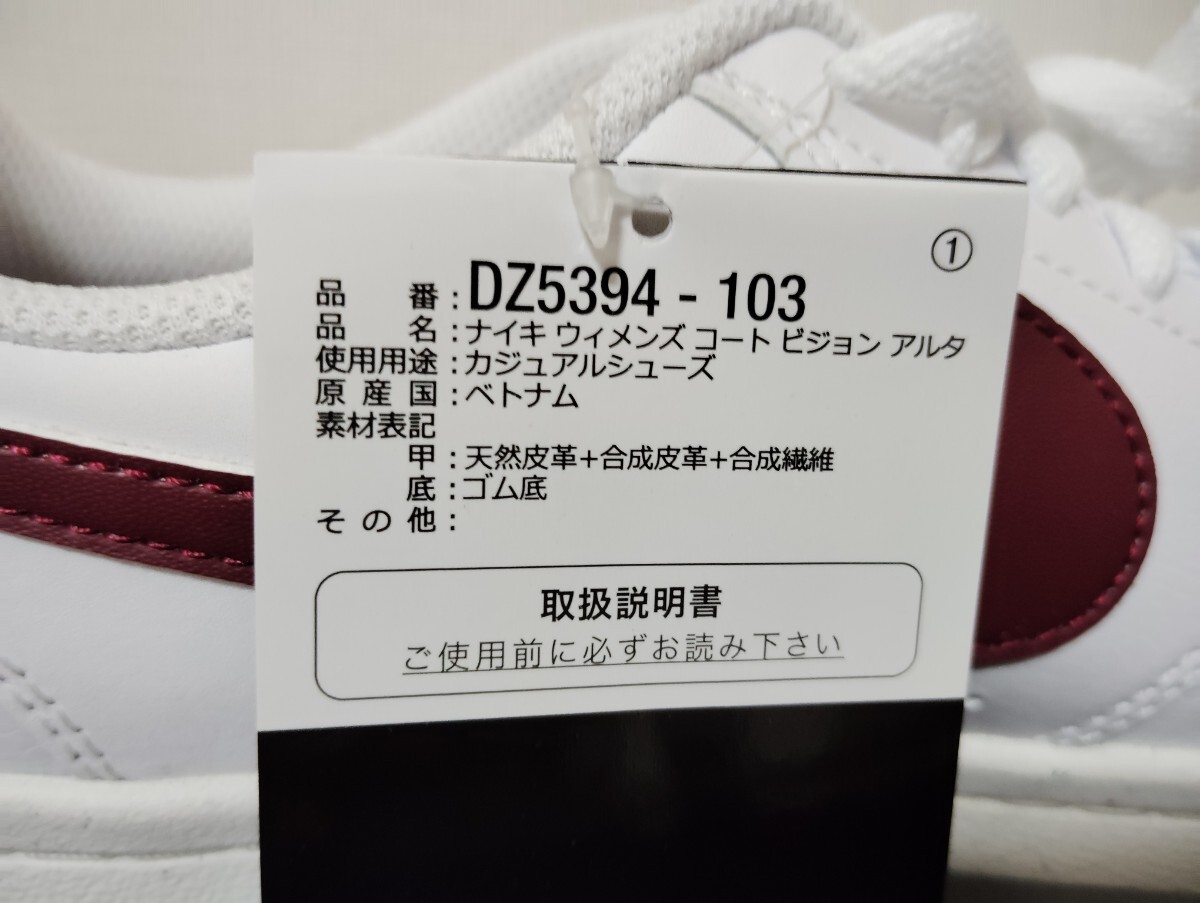 ①
品番:DZ5394-103
品名:ナイキ ウィメンズ コート ビジョン アルタ
使用用途:カジュアルシューズ
原産国:ベトナム
素材表記
甲:天然皮革+合成皮革+合成繊維
底:ゴム底
その他:
取扱説明書
ご使用前に必ずお読み下さい